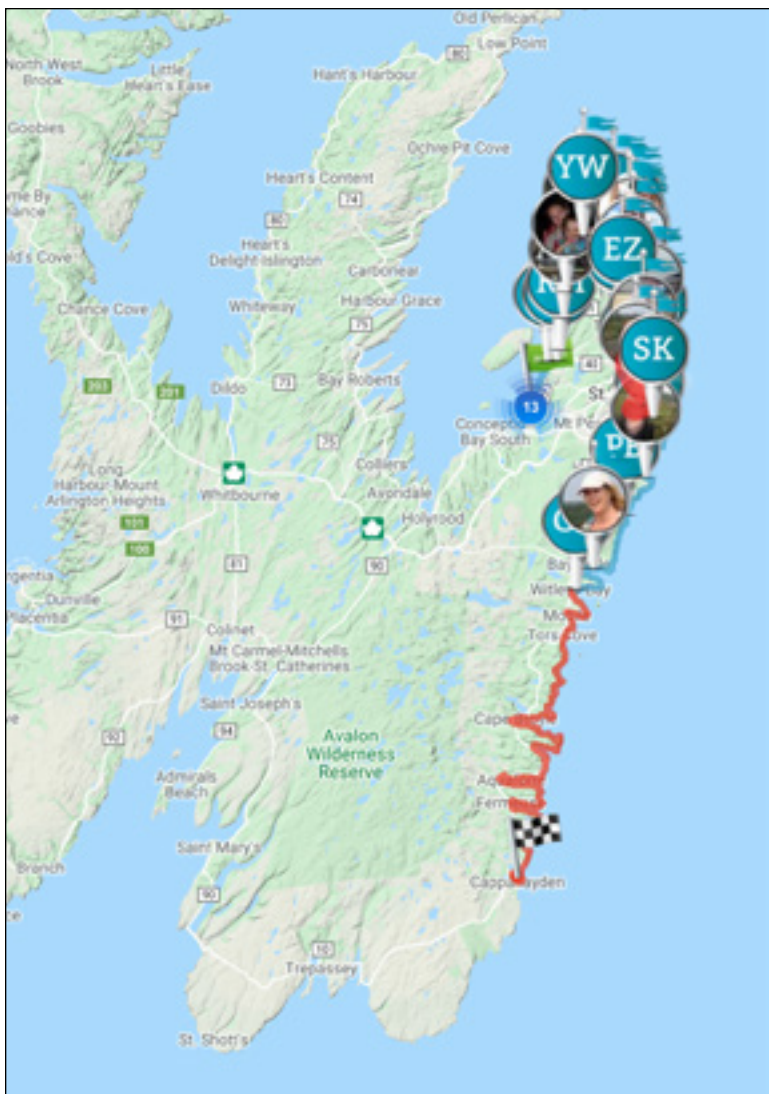 Old Perlican
Low Point
80
North West
Brook
Little
Heart's Ease
Hant's Harbour
Goobies
Ochre Pit Cove
YW
Heart's Content
74
80
EZ
Heart's
Delight-Islington
Carbonear
Chance Cove
Whiteway
Harbour Grace
75
SK
40
203
201
Dildo
73
Bay Roberts
St.
13
Conception
Bay South
75
Colliers
Long
Harbour-Mount
Arlington Heights
Whitbourne
Avondale
Holyrood
101
100
81
90
Dunville
Placentia
91
Colinet
Mt Carmel-Mitchells
Brook-St. Catherines
Tors Cove
Saint Joseph's
92
94
Avalon
Wilderness
Reserve
Admirals
Beach
Saint Mary's
Branch
90
10
Trepassey
St. Shott's